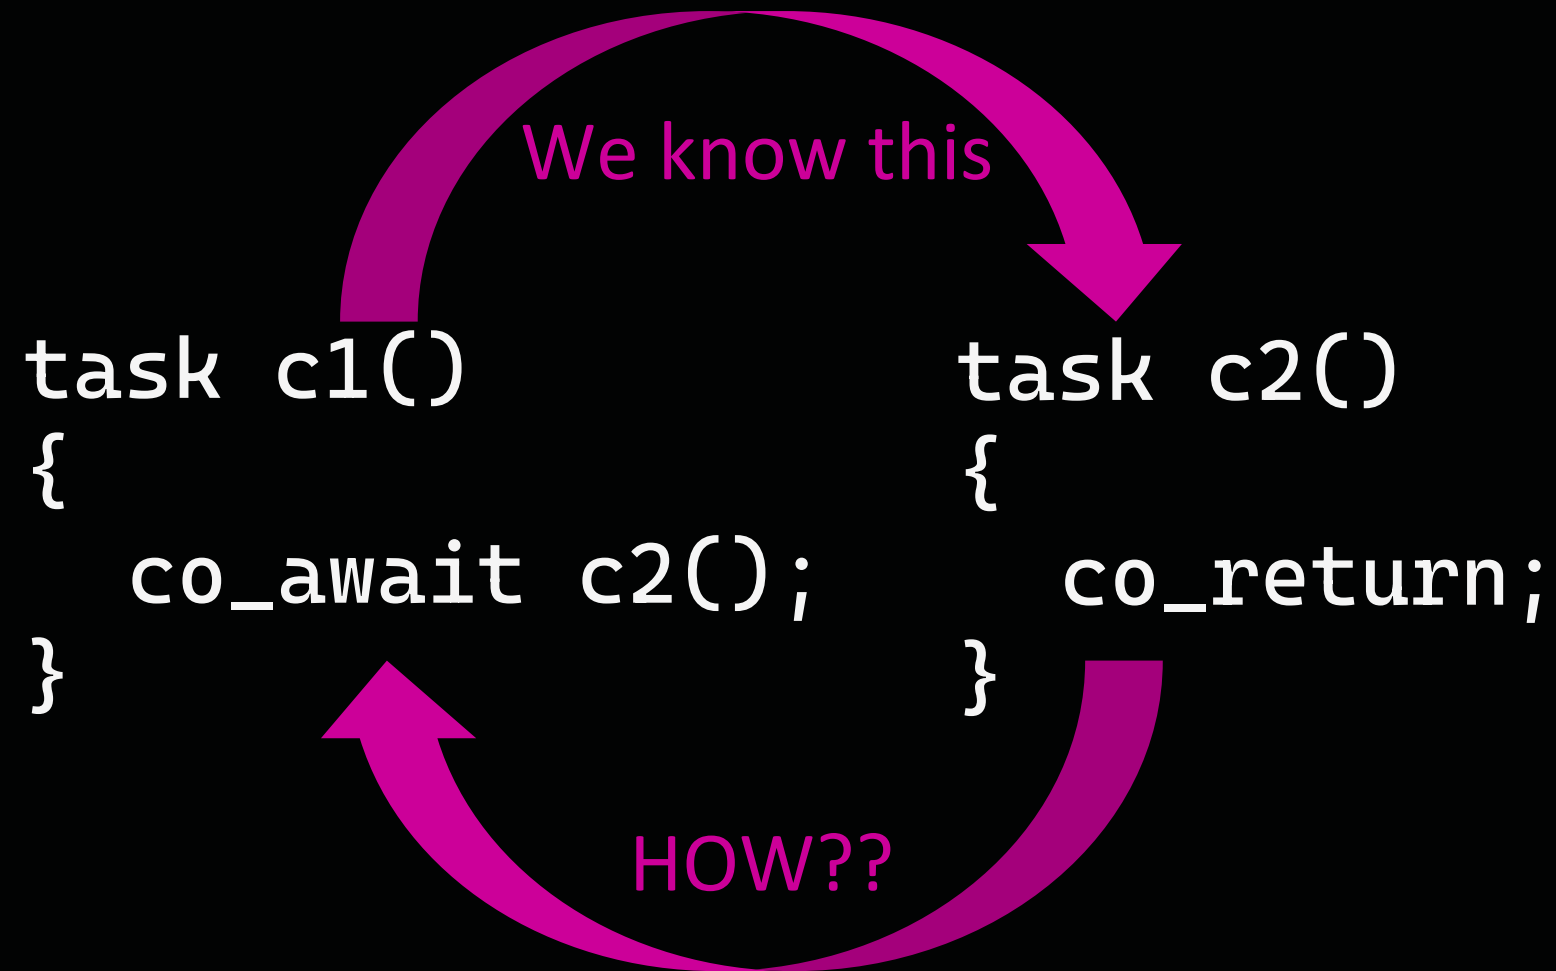 We know this
task c1()
{
  co_await c2();
}
task c2()
{
  co_return;
}
HOW??